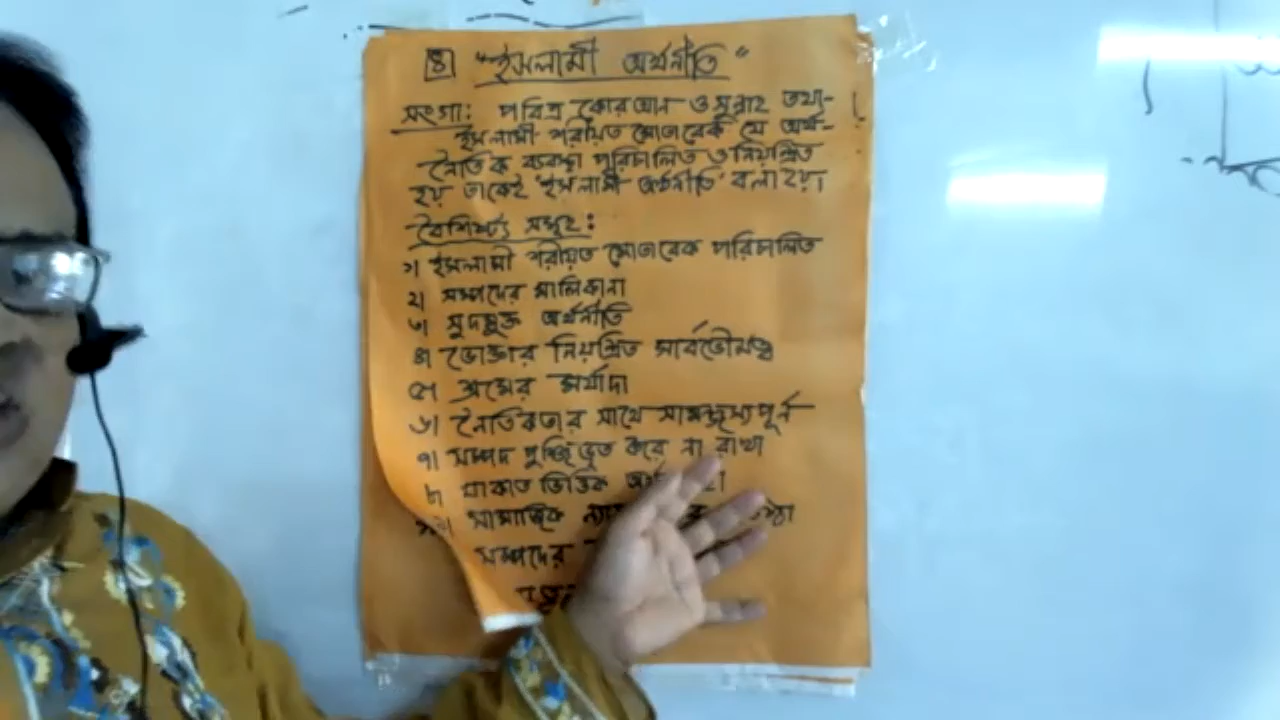 ৪ "ইসলামী অর্থনীতি"
সংগা: পবিত্র কোরআন ও সুন্নাহ তথা-
ইসলামী শরীয়ত মোতাবেক যে অর্থ-
নৈতিক ব্যবস্থা পরিচালিত ও নিয়ন্ত্রিত
হয় তাকেই 'ইসলামী অর্থনীতি' বলা হয়।
বৈশিষ্ট্য সমূহ:
১। ইসলামী শরীয়ত মোতাবেক পরিচালিত
২। সম্পদের মালিকানা
৩। সুদমুক্ত অর্থনীতি
৪। ভোক্তার নিয়ন্ত্রিত সার্বভৌমত্ব
৫। শ্রমের মর্যাদা
৬। নৈতিকতার সাথে সামঞ্জস্যপূর্ন
৭। সম্পদ পুঞ্জিভূত করে না রাখা
৮। যাকাত ভিত্তিক
সামাজিক
সম্পদের